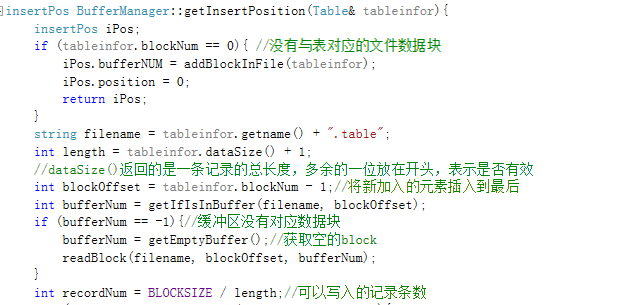 insertPos BufferManager::getInsertPosition(Table& tableinfor){
insertPos iPos;
if (tableinfor.blockNum == 0){ //没有与表对应的文件数据块
iPos.bufferNUM = addBlockInFile(tableinfor);
iPos.position = 0;
return iPos;
}
string filename = tableinfor.getname() + ".table";
int length = tableinfor.dataSize() + 1;
//dataSize()返回的是一条记录的总长度，多余的一位放在开头，表示是否有效
int blockOffset = tableinfor.blockNum - 1;//将新加入的元素插入到最后
int bufferNum = getIfIsInBuffer(filename, blockOffset);
if (bufferNum == -1){//缓冲区没有对应数据块
bufferNum = getEmptyBuffer();//获取空的block
readBlock(filename, blockOffset, bufferNum);
}
int recordNum = BLOCKSIZE / length;//可以写入的记录条数